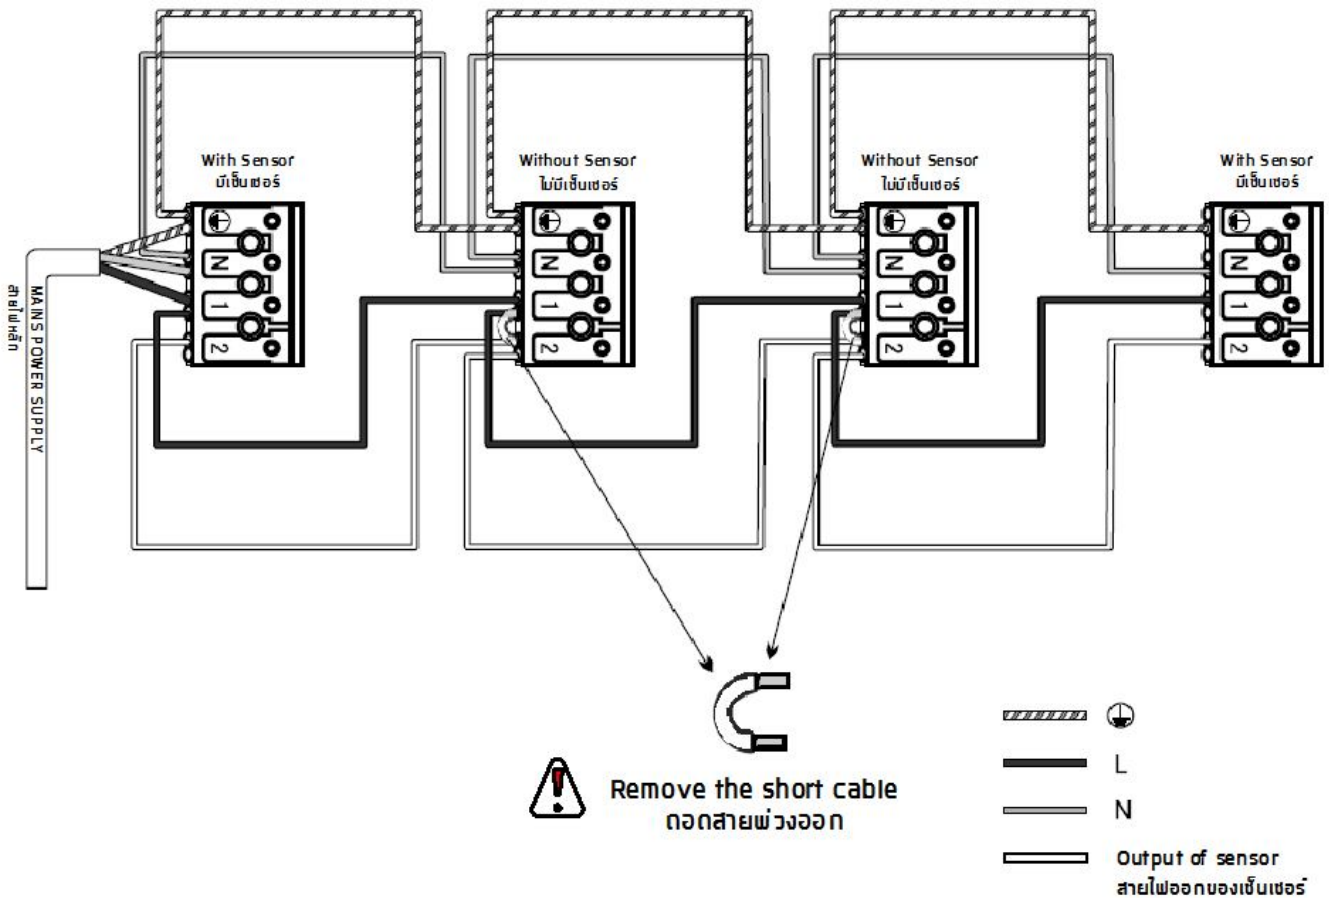 With Sensor
มีเซ็นเซอร์
Without Sensor
ไม่มีเซ็นเซอร์
Without Sensor
ไม่มีเซ็นเซอร์
With Sensor
มีเซ็นเซอร์
N
1
2
N
1
2
N
1
2
N
1
2
MAINS POWER SUPPLY
สายไฟหลัก
Remove the short cable
ถอดสายพ่วงออก
L
N
Output of sensor
สายไฟออกของเซ็นเซอร์